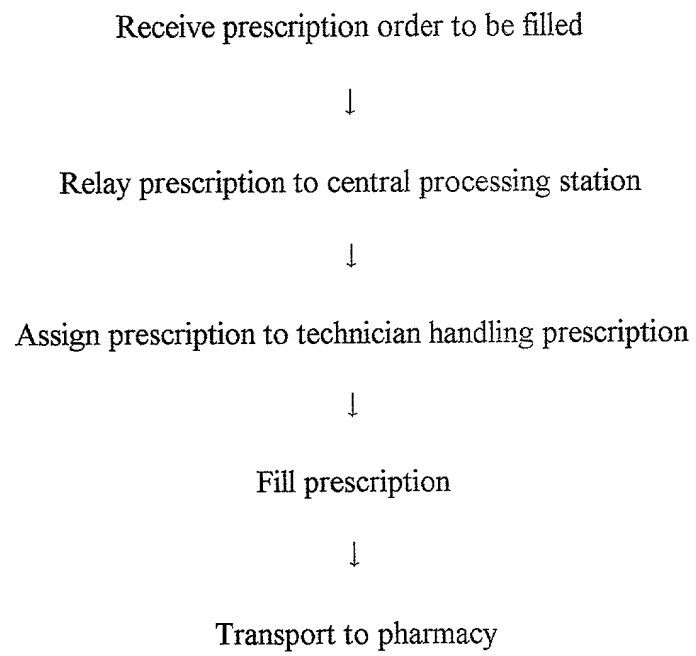 Receive prescription order to be filled
↓
Relay prescription to central processing station
↓
Assign prescription to technician handling prescription
↓
Fill prescription
↓
Transport to pharmacy